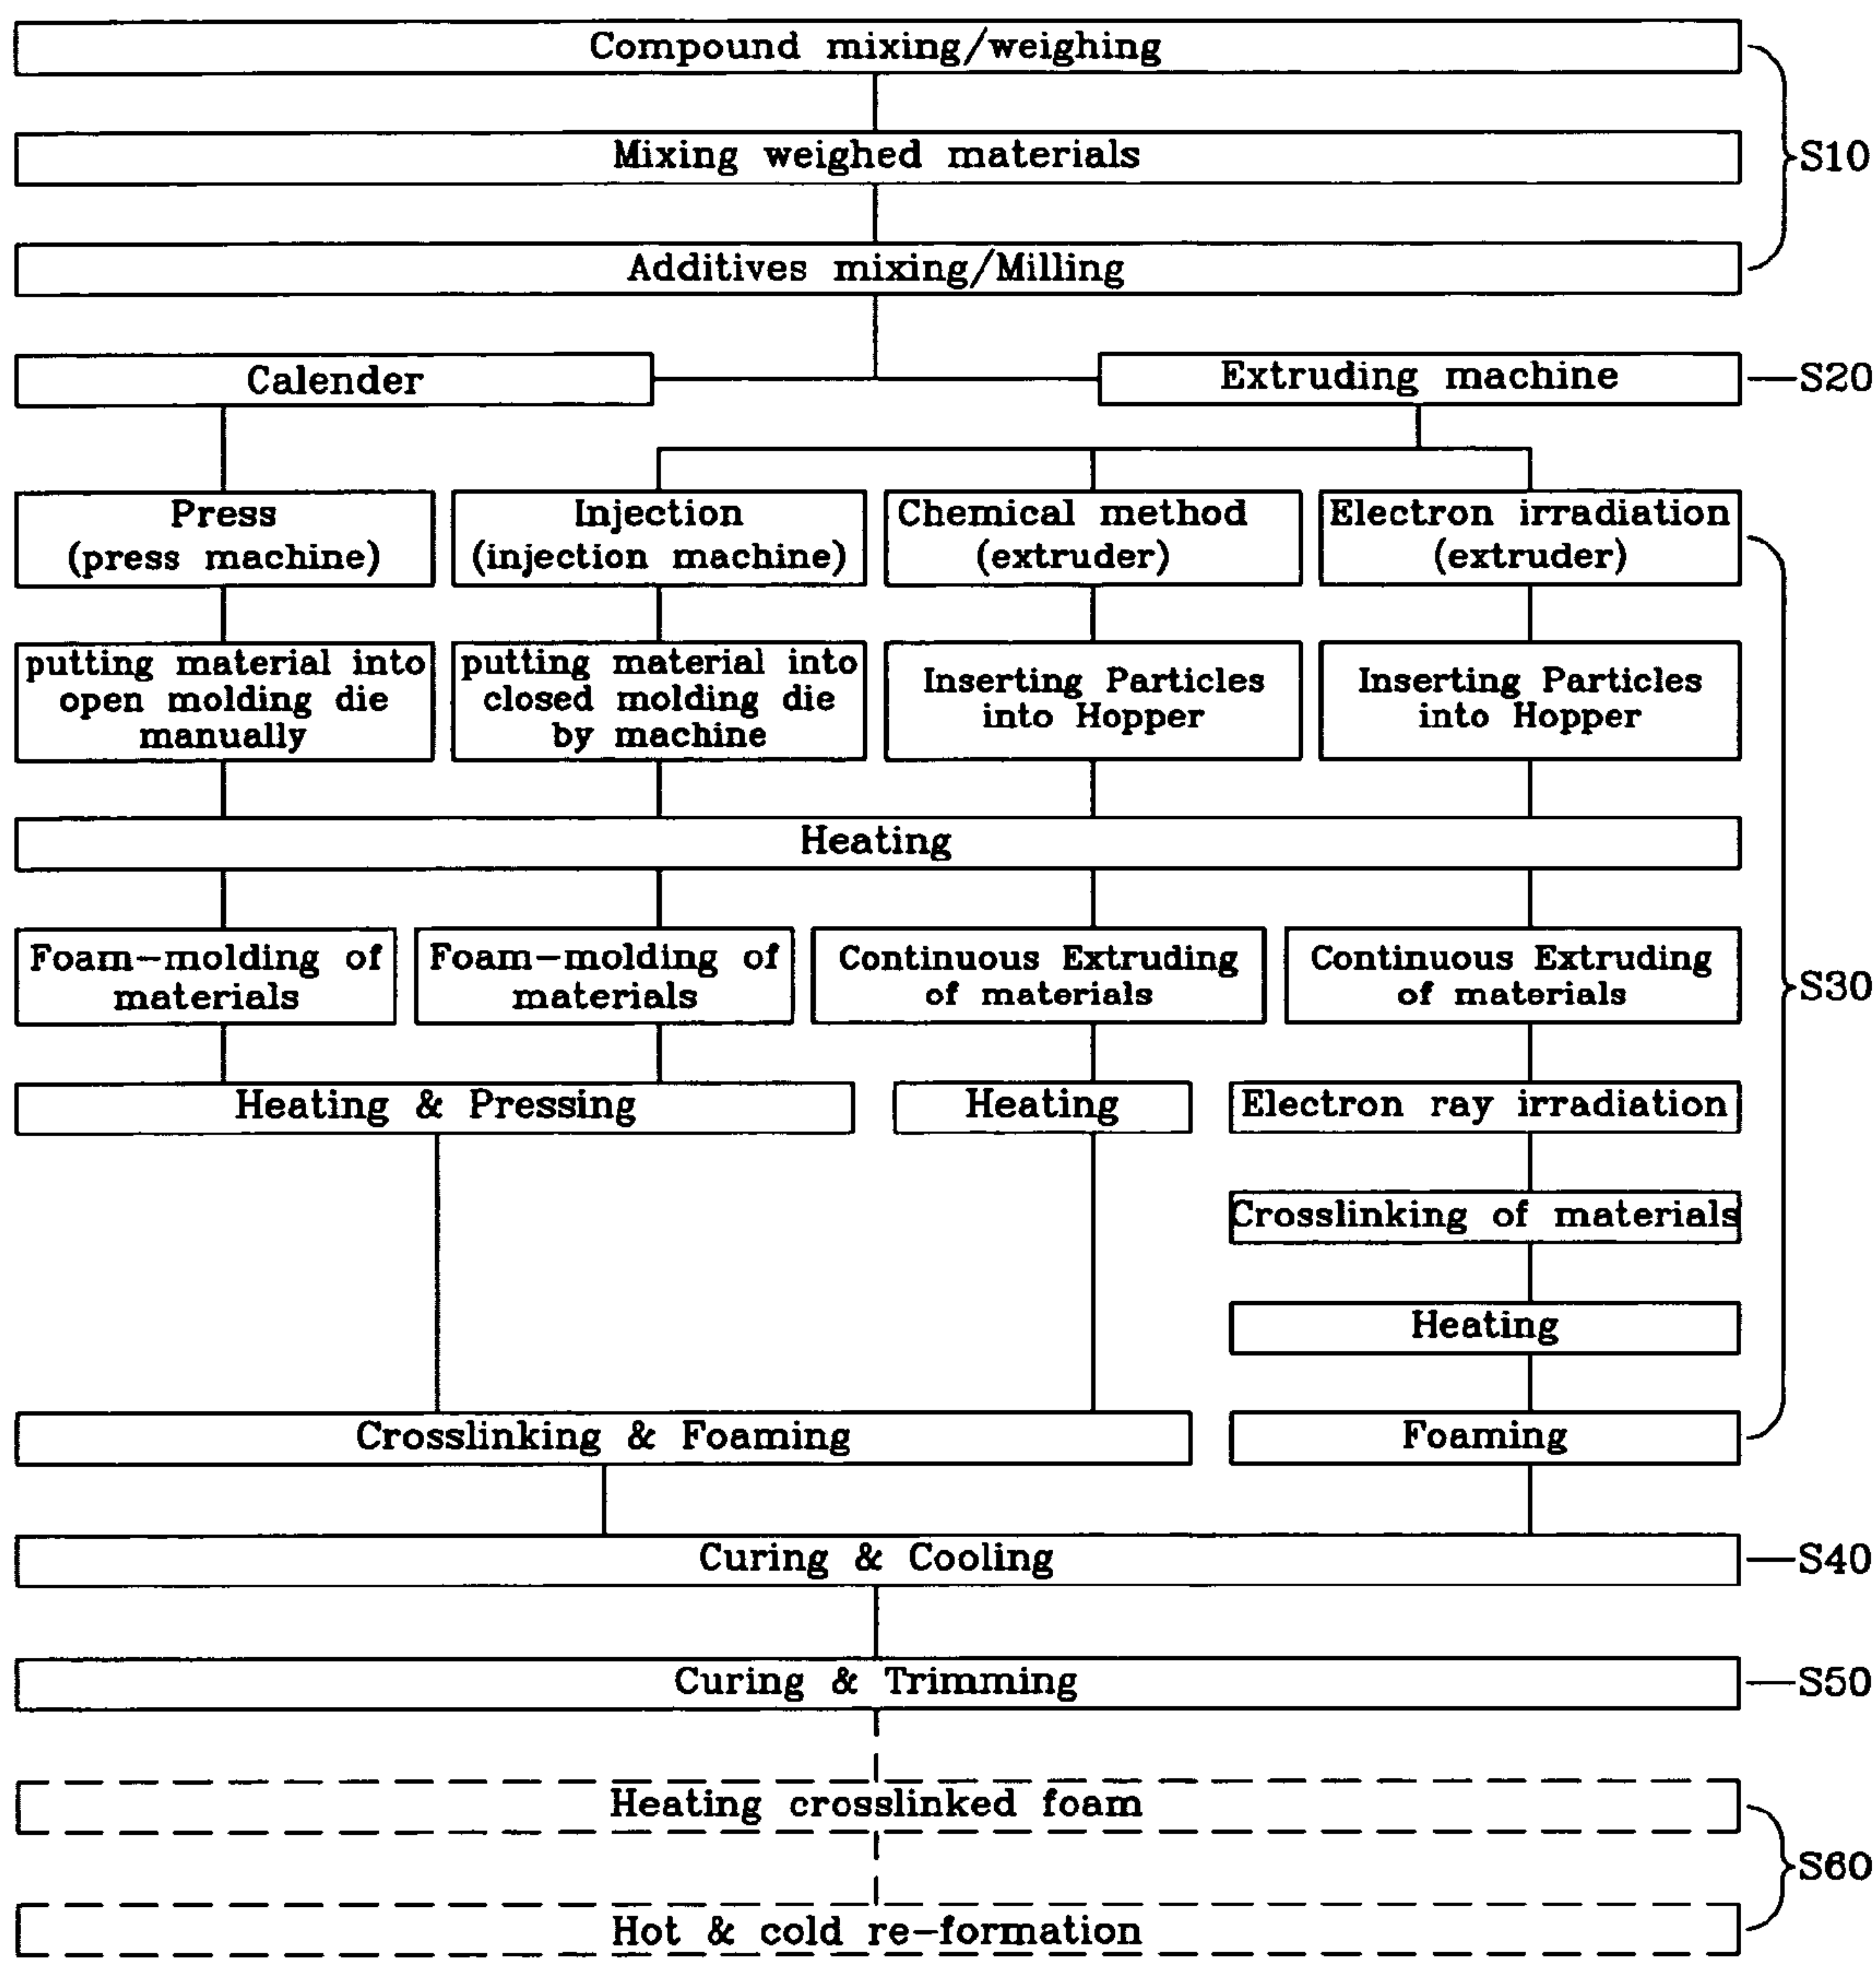 Compound mixing/weighing
Mixing weighed materials
S10
Additives mixing/Milling
Calender
Extruding machine
S20
Press
(press machine)
Injection
(injection machine)
Chemical method
(extruder)
Electron irradiation
(extruder)
putting material into
open molding die
manually
putting material into
closed molding die
by machine
Inserting Particles
into Hopper
Inserting Particles
into Hopper
Heating
Foam-molding of
materials
Foam-molding of
materials
Continuous Extruding
of materials
Continuous Extruding
of materials
S30
Heating & Pressing
Heating
Electron ray irradiation
Crosslinking of materials
Heating
Crosslinking & Foaming
Foaming
Curing & Cooling
S40
Curing & Trimming
S50
Heating crosslinked foam
S60
Hot & cold re-formation